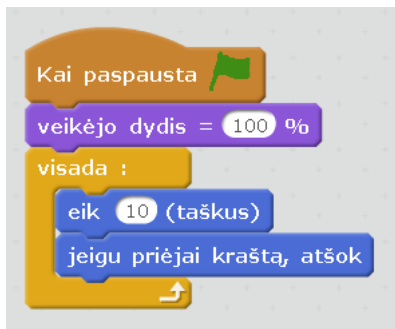 Kai paspausta
veikėjo dydis = 100 %
visada :
eik 10 (taškus)
jeigu priėjai kraštą, atšok